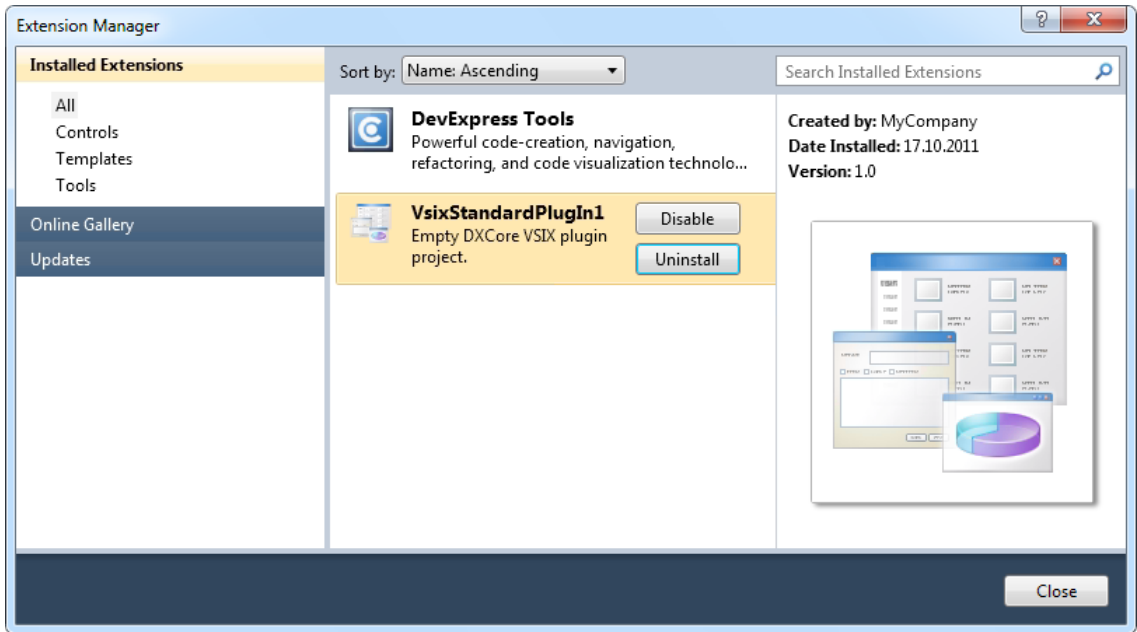 Extension Manager
?
Installed Extensions
All
Controls
Templates
Tools
Online Gallery
Updates
Sort by: Name: Ascending
DevExpress Tools
Powerful code-creation, navigation,
refactoring, and code visualization technolo...
VsixStandardPlugIn1
Empty DXCore VSIX plugin
project.
Disable
Uninstall
Search Installed Extensions
Created by: MyCompany
Date Installed: 17.10.2011
Version: 1.0
Close